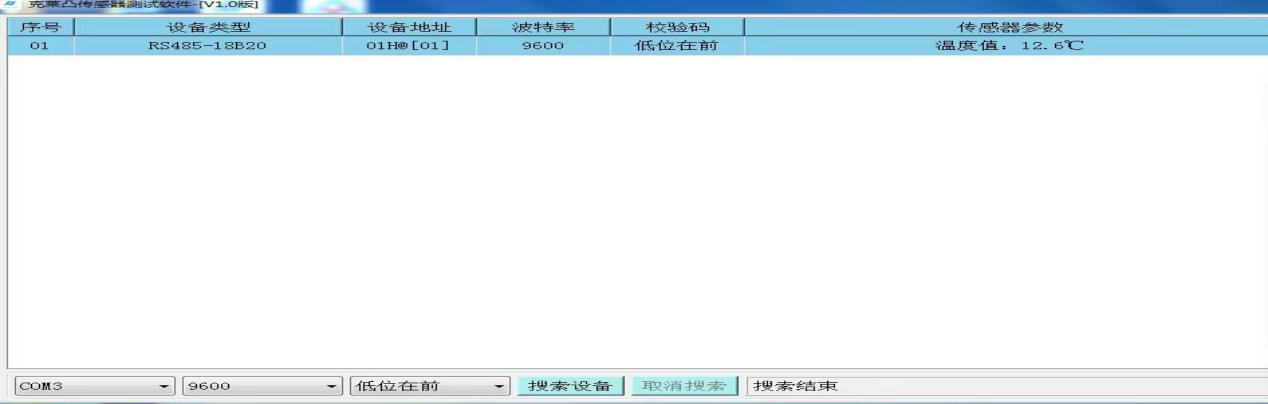 克莱凸传感器测试软件-[V1.0版]
序号 设备类型 设备地址 波特率 校验码 传感器参数
01 RS485-18B20 01H@[01] 9600 低位在前 温度值: 12.6℃
COM3 9600 低位在前 搜索设备 取消搜索 搜索结束